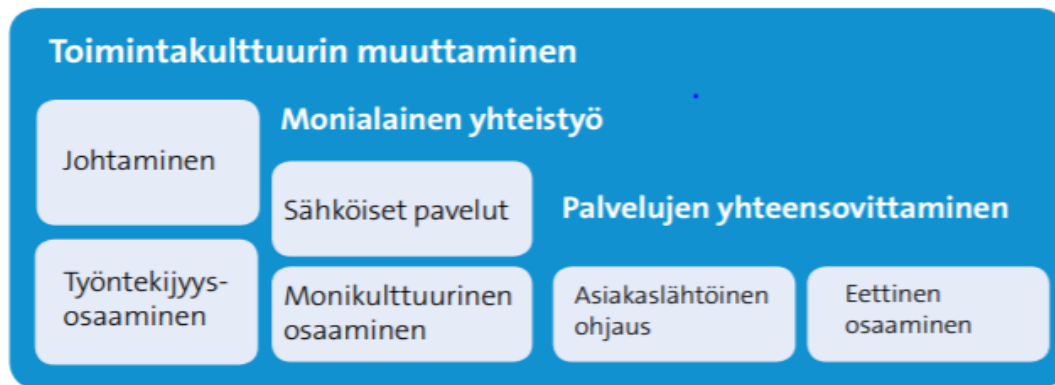 Toimintakulttuurin muuttaminen
Monialainen yhteistyö
Johtaminen
Sähköiset pavelut
Palvelujen yhteensovittaminen
Työntekijyys-
osaaminen
Monikulttuurinen
osaaminen
Asiakaslähtöinen
ohjaus
Eettinen
osaaminen